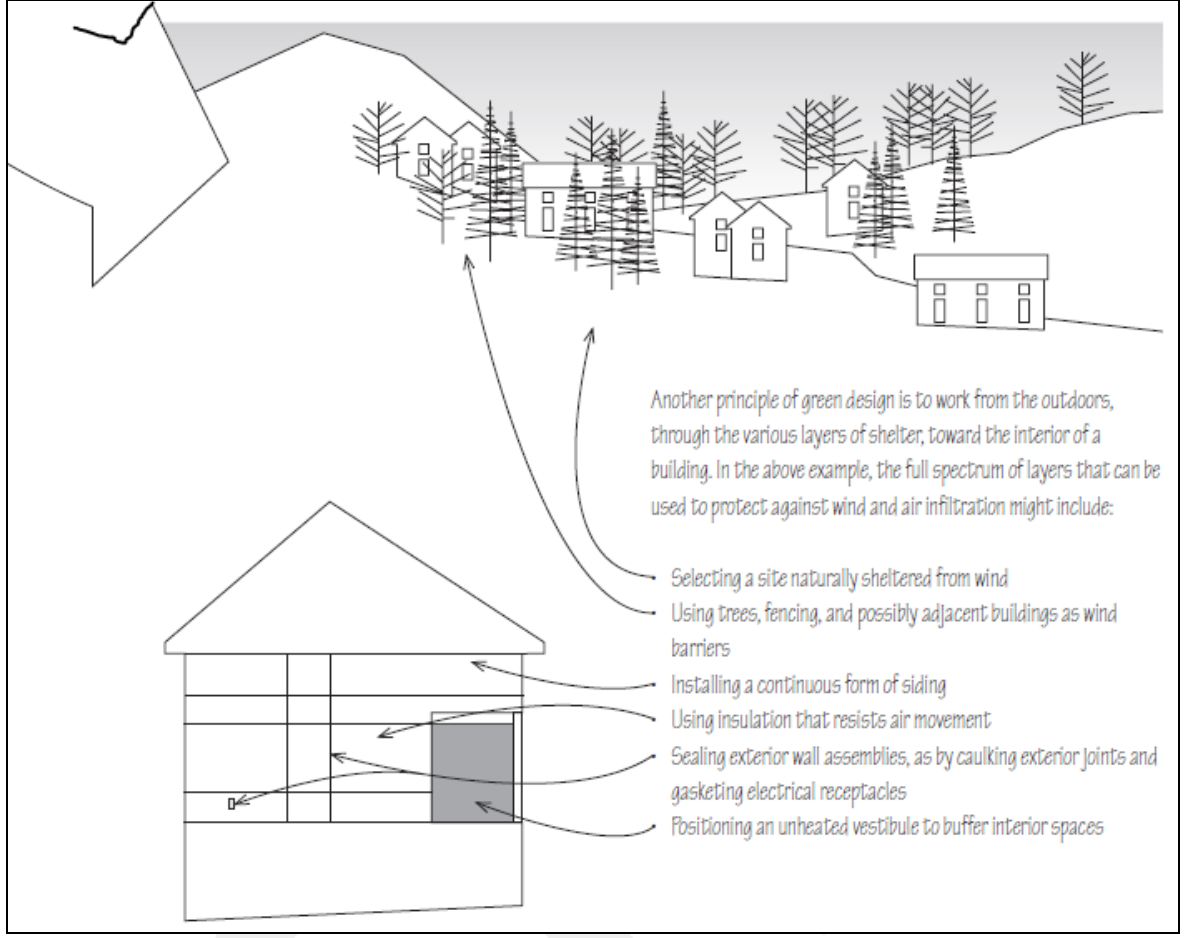 Another principle of green design is to work from the outdoors,
through the various layers of shelter, toward the interior of a
building. In the above example, the full spectrum of layers that can be
used to protect against wind and air infiltration might include:
• Selecting a site naturally sheltered from wind
• Using trees, fencing, and possibly adjacent buildings as wind
barriers
• Installing a continuous form of siding
• Using insulation that resists air movement
• Sealing exterior wall assemblies, as by caulking exterior joints and
gasketing electrical receptacles
• Positioning an unheated vestibule to buffer interior spaces